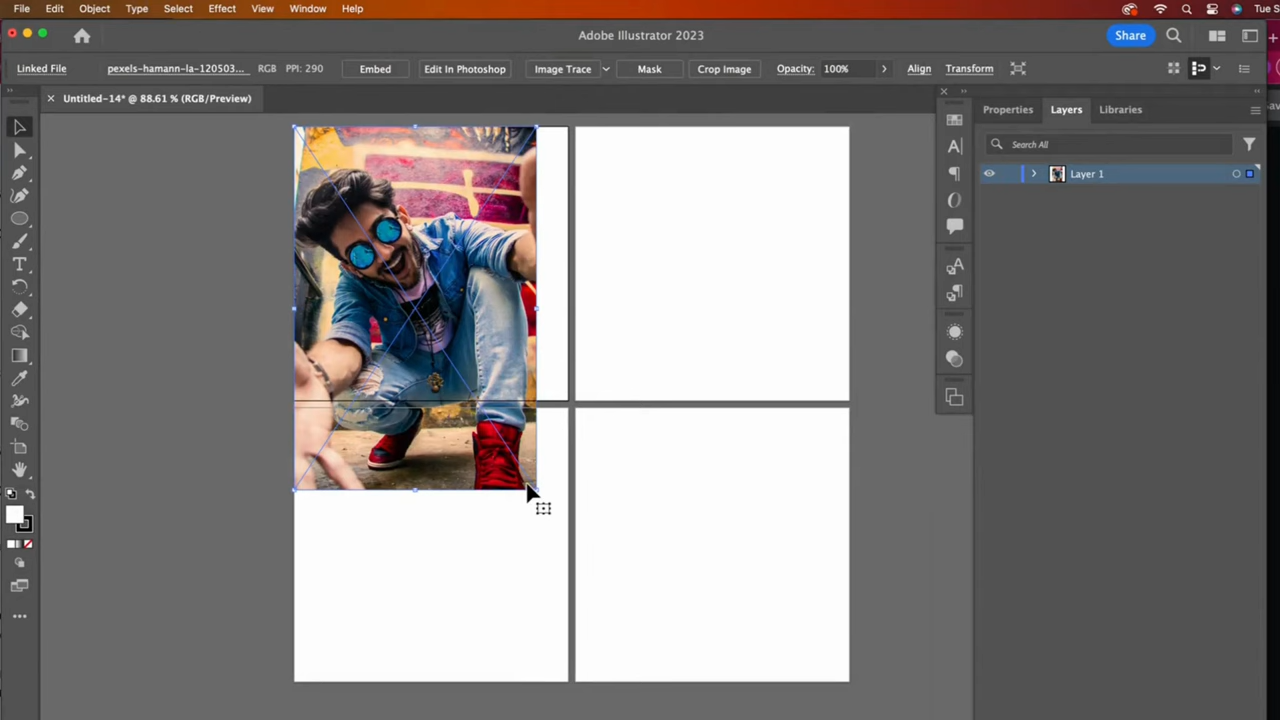 File Edit Object Type Select Effect View Window Help Tue S
Adobe Illustrator 2023 Share
Linked File pexels-hamann-la-120503... RGB PPI: 290 Embed Edit In Photoshop Image Trace Mask Crop Image Opacity: 100% Align Transform
Untitled-14* @ 88.61 % (RGB/Preview)
Properties Layers Libraries
Search All
Layer 1